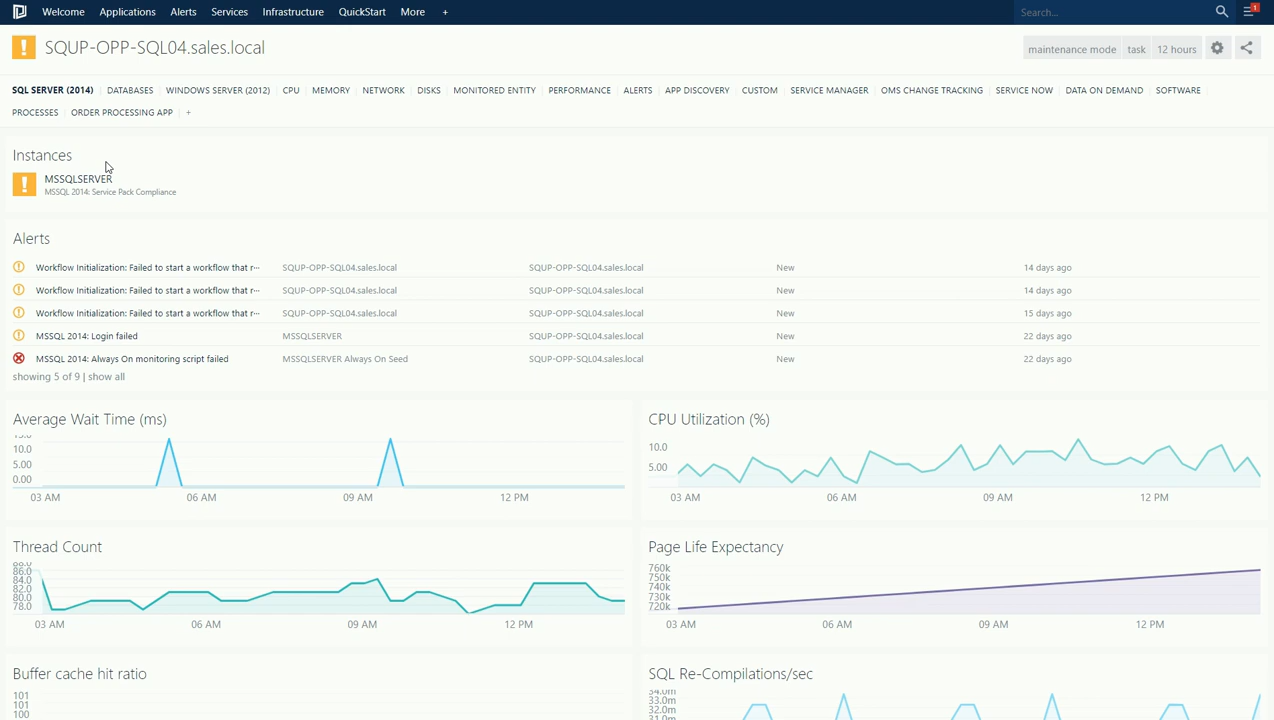 Welcome Applications Alerts Services Infrastructure QuickStart More + Search... 1
SQUP-OPP-SQL04.sales.local maintenance mode task 12 hours
SQL SERVER (2014) DATABASES WINDOWS SERVER (2012) CPU MEMORY NETWORK DISKS MONITORED ENTITY PERFORMANCE ALERTS APP DISCOVERY CUSTOM SERVICE MANAGER OMS CHANGE TRACKING SERVICE NOW DATA ON DEMAND SOFTWARE
PROCESSES ORDER PROCESSING APP +
Instances
MSSQLSERVER
MSSQL 2014: Service Pack Compliance
Alerts
Workflow Initialization: Failed to start a workflow that r··· SQUP-OPP-SQL04.sales.local SQUP-OPP-SQL04.sales.local New 14 days ago
Workflow Initialization: Failed to start a workflow that r··· SQUP-OPP-SQL04.sales.local SQUP-OPP-SQL04.sales.local New 14 days ago
Workflow Initialization: Failed to start a workflow that r··· SQUP-OPP-SQL04.sales.local SQUP-OPP-SQL04.sales.local New 15 days ago
MSSQL 2014: Login failed MSSQLSERVER SQUP-OPP-SQL04.sales.local New 22 days ago
MSSQL 2014: Always On monitoring script failed MSSQLSERVER Always On Seed SQUP-OPP-SQL04.sales.local New 22 days ago
showing 5 of 9 | show all
Average Wait Time (ms)
10.0
5.00
0.00
03 AM 06 AM 09 AM 12 PM
CPU Utilization (%)
10.0
5.00
03 AM 06 AM 09 AM 12 PM
Thread Count
86.0
84.0
82.0
80.0
78.0
03 AM 06 AM 09 AM 12 PM
Page Life Expectancy
760k
750k
740k
730k
720k
03 AM 06 AM 09 AM 12 PM
Buffer cache hit ratio
101
101
100
SQL Re-Compilations/sec
34.0m
33.0m
32.0m
31.0m